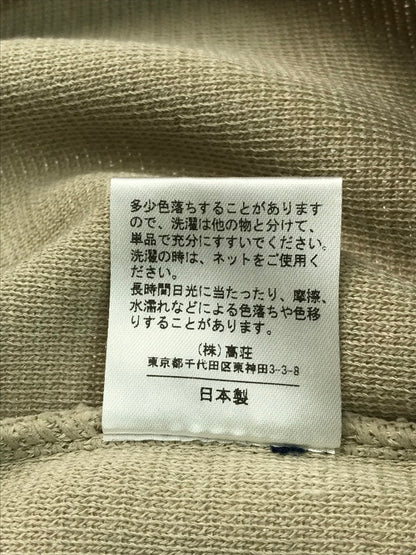 多少色落ちすることがあります
ので、洗濯は他の物と分けて、
単品で充分にすすいでください。
洗濯の時は、ネットをご使用く
ださい。
長時間日光に当たったり、摩擦、
水濡れなどによる色落ちや色移
りすることがあります。
(株)高荘
東京都千代田区東神田3-3-8
日本製